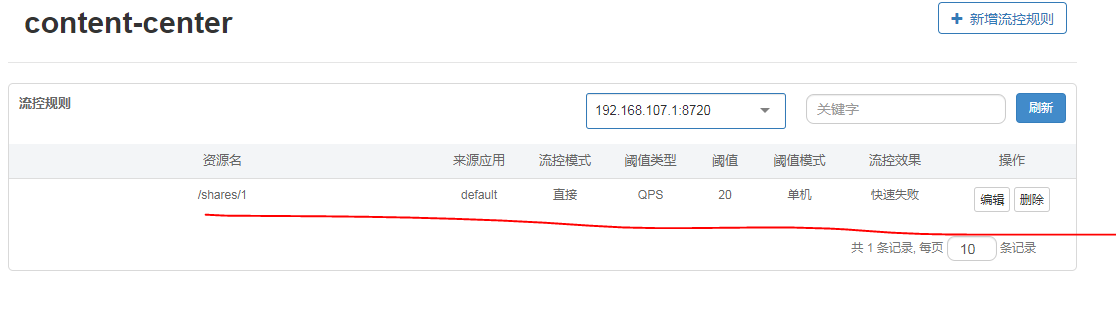 content-center
+ 新增流控规则
流控规则 192.168.107.1:8720 关键字 刷新
资源名 来源应用 流控模式 阈值类型 阈值 阈值模式 流控效果 操作
/shares/1 default 直接 QPS 20 单机 快速失败 编辑 删除
共 1 条记录, 每页 10 条记录